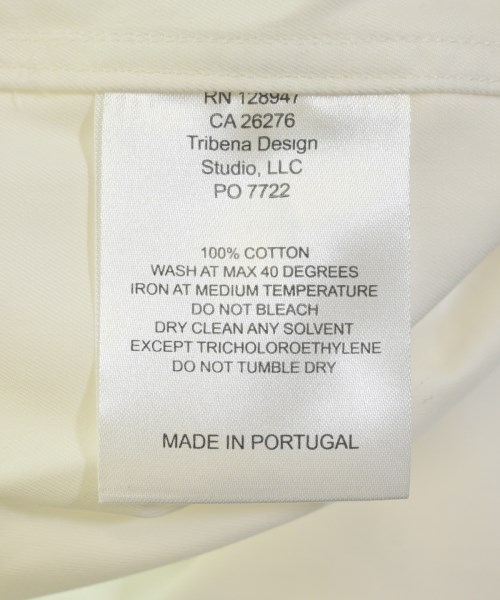 RN 128947
CA 26276
Tribena Design
Studio, LLC
PO 7722
100% COTTON
WASH AT MAX 40 DEGREES
IRON AT MEDIUM TEMPERATURE
DO NOT BLEACH
DRY CLEAN ANY SOLVENT
EXCEPT TRICHOLOROETHYLENE
DO NOT TUMBLE DRY
MADE IN PORTUGAL